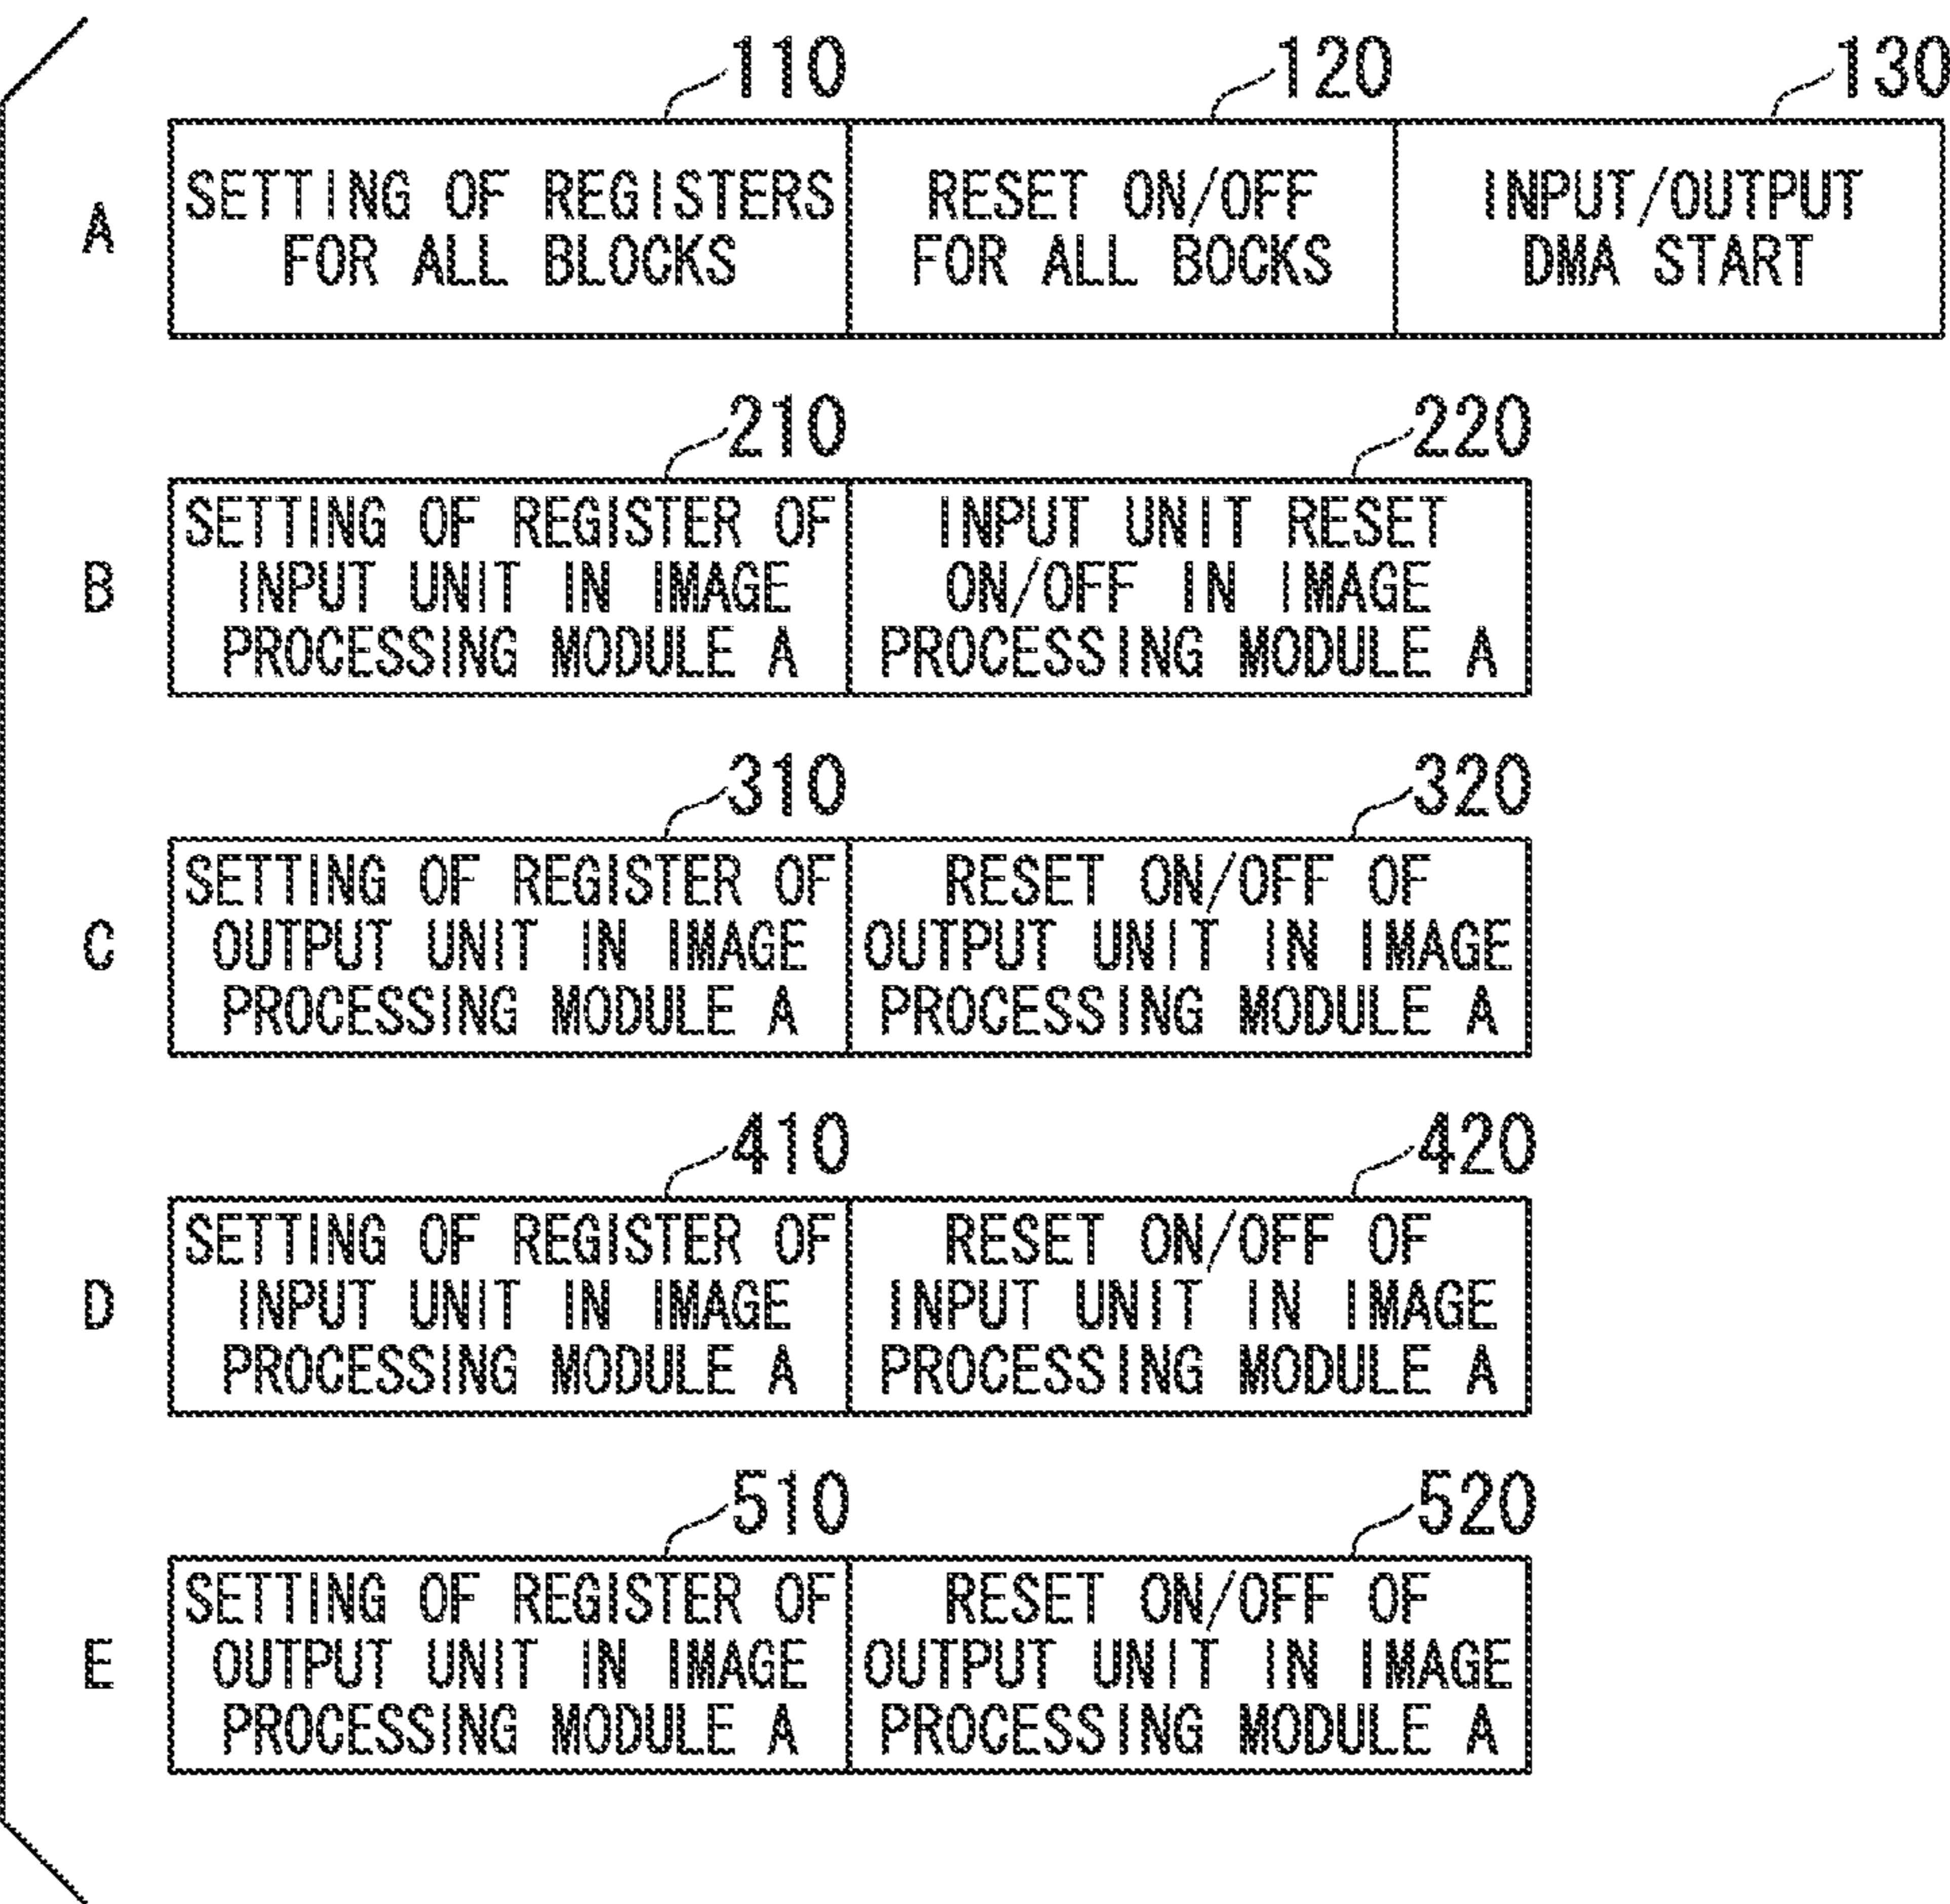 110 120 130
A
SETTING OF REGISTERS
FOR ALL BLOCKS
RESET ON/OFF
FOR ALL BOCKS
INPUT/OUTPUT
DMA START
210 220
B
SETTING OF REGISTER OF
INPUT UNIT IN IMAGE
PROCESSING MODULE A
INPUT UNIT RESET
ON/OFF IN IMAGE
PROCESSING MODULE A
310 320
C
SETTING OF REGISTER OF
OUTPUT UNIT IN IMAGE
PROCESSING MODULE A
RESET ON/OFF OF
OUTPUT UNIT IN IMAGE
PROCESSING MODULE A
410 420
D
SETTING OF REGISTER OF
INPUT UNIT IN IMAGE
PROCESSING MODULE A
RESET ON/OFF OF
INPUT UNIT IN IMAGE
PROCESSING MODULE A
510 520
E
SETTING OF REGISTER OF
OUTPUT UNIT IN IMAGE
PROCESSING MODULE A
RESET ON/OFF OF
OUTPUT UNIT IN IMAGE
PROCESSING MODULE A